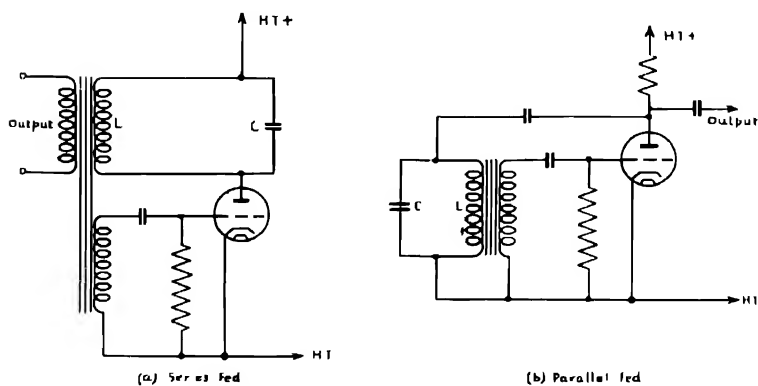 HT+
Output
L
C
HT
(a) Series Fed
HT+
Output
C
L
HT
(b) Parallel fed